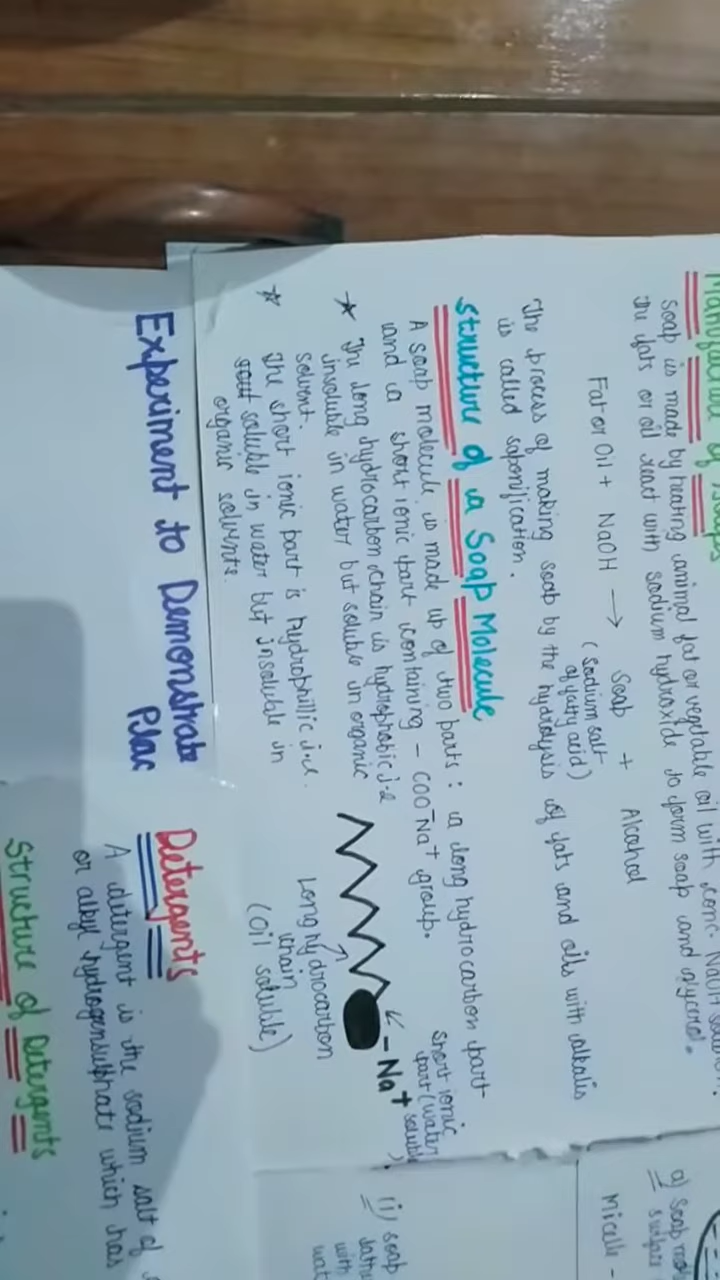 Manufacture of Soaps
Soap is made by heating animal fat or vegetable oil with conc. NaOH solution.
The fats or oil react with sodium hydroxide to form soap and glycerol.
Fat or Oil + NaOH → Soap + Alcohol
(Sodium salt
of fatty acid)
The process of making soap by the hydrolysis of fats and oils with alkalis
is called saponification.
Structure of a Soap Molecule
A soap molecule is made up of two parts : a long hydrocarbon part
and a short ionic part containing - COO⁻Na⁺ group.
★ The long hydrocarbon chain is hydrophobic i.e
insoluble in water but soluble in organic
solvent.
★ The short ionic part is hydrophillic i.e.
soluble in water but insoluble in
organic solvents.
short ionic
part (water
soluble).
- Na⁺
Long hydrocarbon
chain
(Oil soluble)
Experiment to Demonstrate
Detergents
A detergent is the sodium salt of
or alkyl hydrogensulphate which has
Structure of Detergents
a) Soap
surface
Micelle -
(i) soap
with